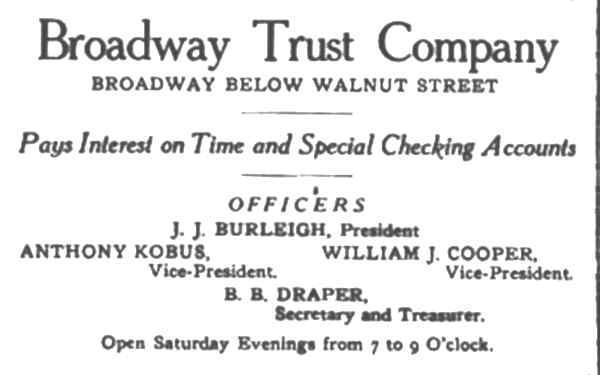 Broadway Trust Company
BROADWAY BELOW WALNUT STREET
Pays Interest on Time and Special Checking Accounts
OFFICERS
J. J. BURLEIGH, President
ANTHONY KOBUS, WILLIAM J. COOPER,
Vice-President. Vice-President.
B. B. DRAPER,
Secretary and Treasurer.
Open Saturday Evenings from 7 to 9 O'clock.